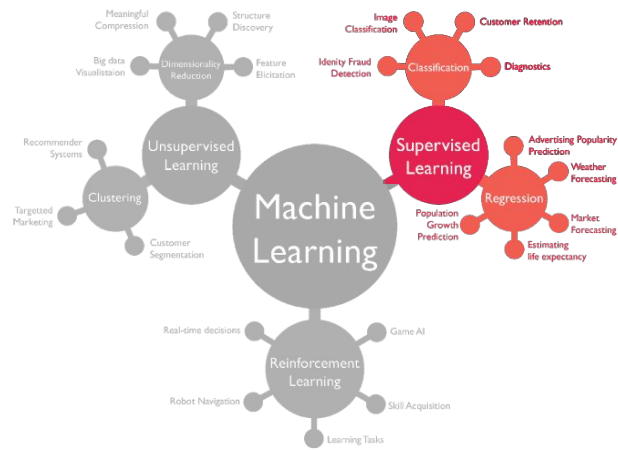 Meaningful
Compression
Structure
Discovery
Big data
Visualistaion
Dimensionality
Reduction
Feature
Elicitation
Image
Classification
Customer Retention
Idenity Fraud
Detection
Classification
Diagnostics
Recommender
Systems
Unsupervised
Learning
Supervised
Learning
Advertising Popularity
Prediction
Weather
Forecasting
Clustering
Regression
Targetted
Marketing
Customer
Segmentation
Machine
Learning
Population
Growth
Prediction
Market
Forecasting
Estimating
life expectancy
Real-time decisions
Game AI
Reinforcement
Learning
Robot Navigation
Skill Acquisition
Learning Tasks